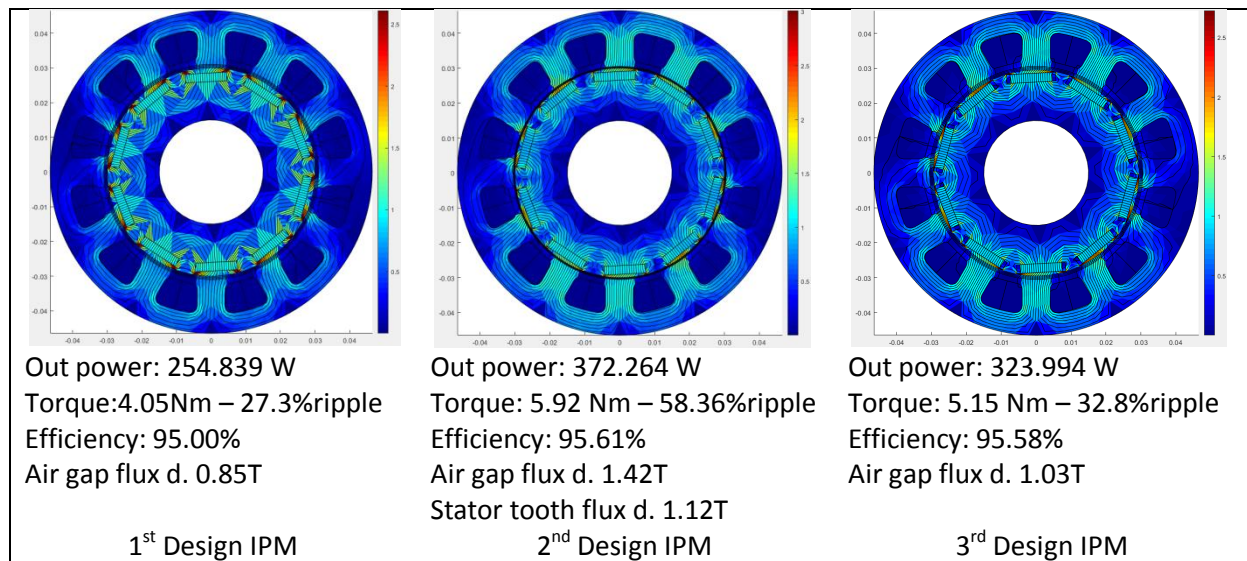 Out power: 254.839 W
Torque:4.05Nm – 27.3%ripple
Efficiency: 95.00%
Air gap flux d. 0.85T
1st Design IPM
Out power: 372.264 W
Torque: 5.92 Nm – 58.36%ripple
Efficiency: 95.61%
Air gap flux d. 1.42T
Stator tooth flux d. 1.12T
2nd Design IPM
Out power: 323.994 W
Torque: 5.15 Nm – 32.8%ripple
Efficiency: 95.58%
Air gap flux d. 1.03T
3rd Design IPM